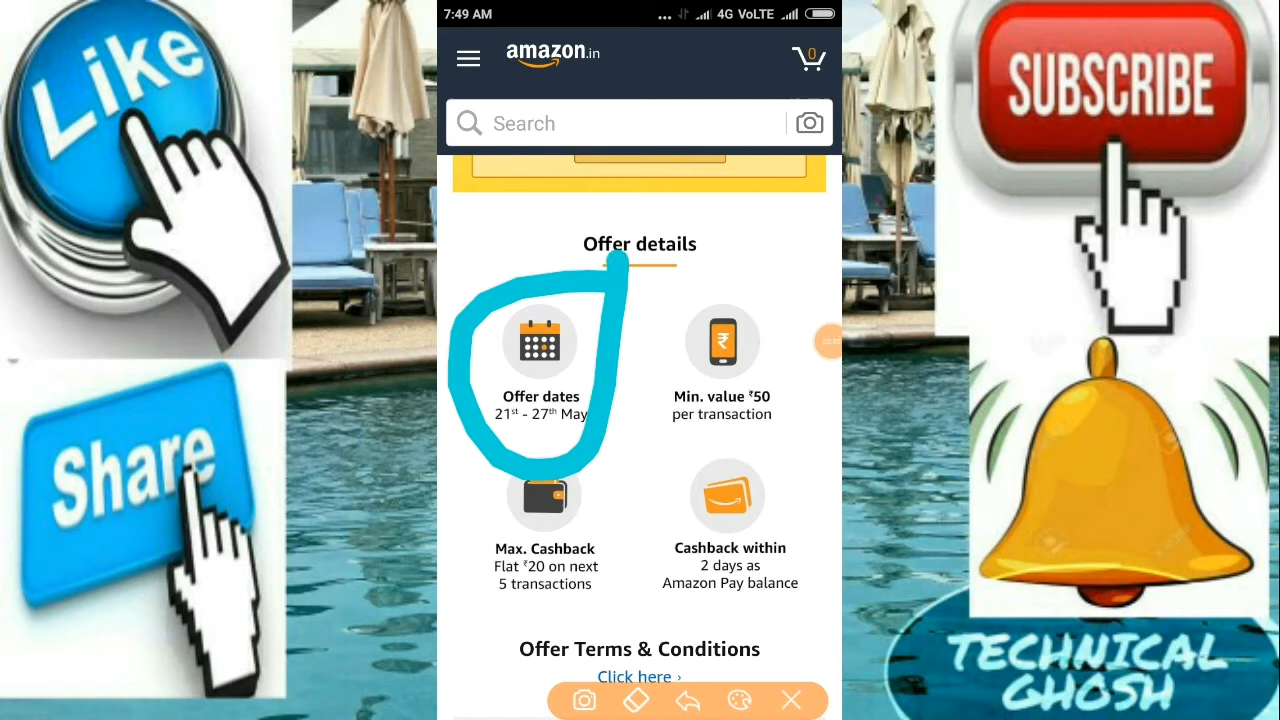 Like
Share
7:49 AM
... 4G VoLTE
amazon.in
0
Search
Offer details
Offer dates
21st - 27th May
Min. value ₹50
per transaction
Max. Cashback
Flat ₹20 on next
5 transactions
Cashback within
2 days as
Amazon Pay balance
Offer Terms & Conditions
Click here ›
SUBSCRIBE
TECHNICAL
GHOSH